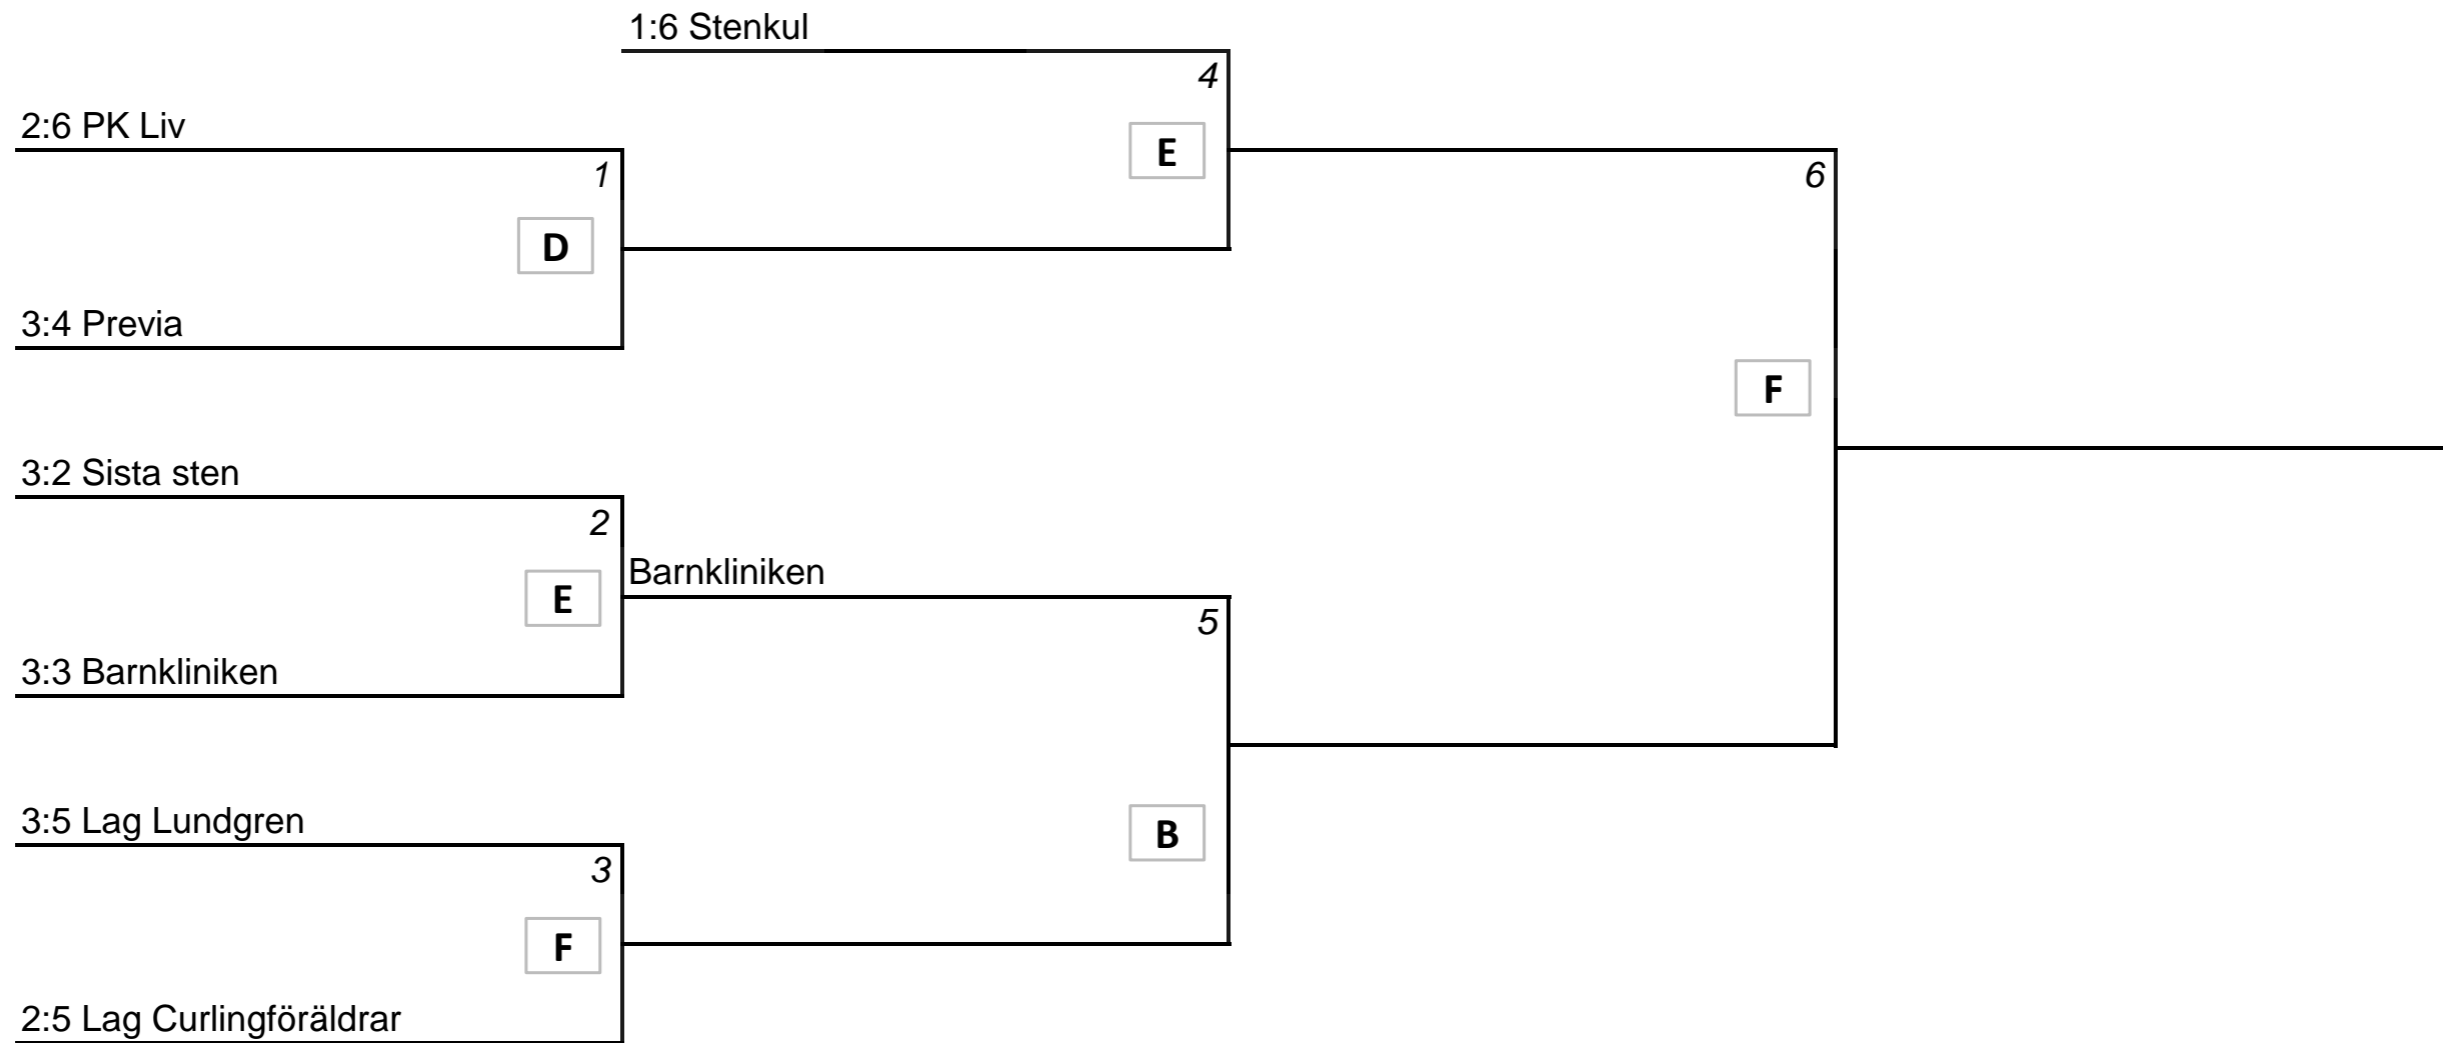 1:6 Stenkul
4
2:6 PK Liv
E
1
6
D
3:4 Previa
F
3:2 Sista sten
2
Barnkliniken
E
5
3:3 Barnkliniken
3:5 Lag Lundgren
B
3
F
2:5 Lag Curlingföräldrar